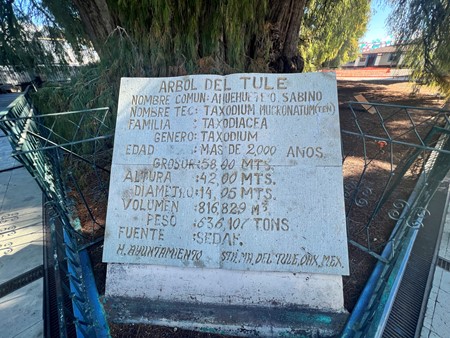 ARBOL DEL TULE
NOMBRE COMUN: AHUEHUETE O SABINO
NOMBRE TEC: TAXODIUM MUCRONATUM (TEN)
FAMILIA : TAXODIACEA
GENERO: TAXODIUM
EDAD : MAS DE 2,000 AÑOS.
GROSOR: 58.00 MTS.
ALTURA : 42.00 MTS.
DIAMETRO: 14.05 MTS.
VOLUMEN : 816,829 M³
PESO : 636,107 TONS.
FUENTE : SEDAF.
H. AYUNTAMIENTO STA. MA. DEL TULE, OAX. MEX.